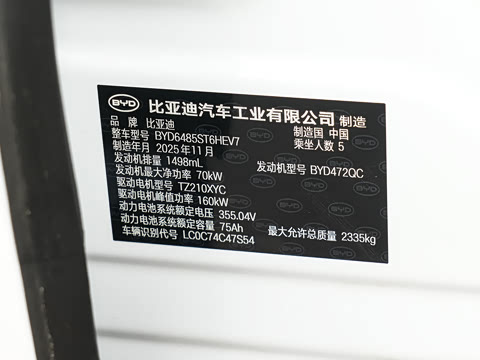 BYD 比亚迪汽车工业有限公司 制造
品 牌 比亚迪 制造国 中国
整车型号 BYD6485ST6HEV7 乘坐人数 5
制造年月 2025年11月
发动机排量 1498mL 发动机型号 BYD472QC
发动机最大净功率 70kW
驱动电机型号 TZ210XYC
驱动电机峰值功率 160kW
动力电池系统额定电压 355.04V
动力电池系统额定容量 75Ah 最大允许总质量 2335kg
车辆识别代号 LC0C74C47S54